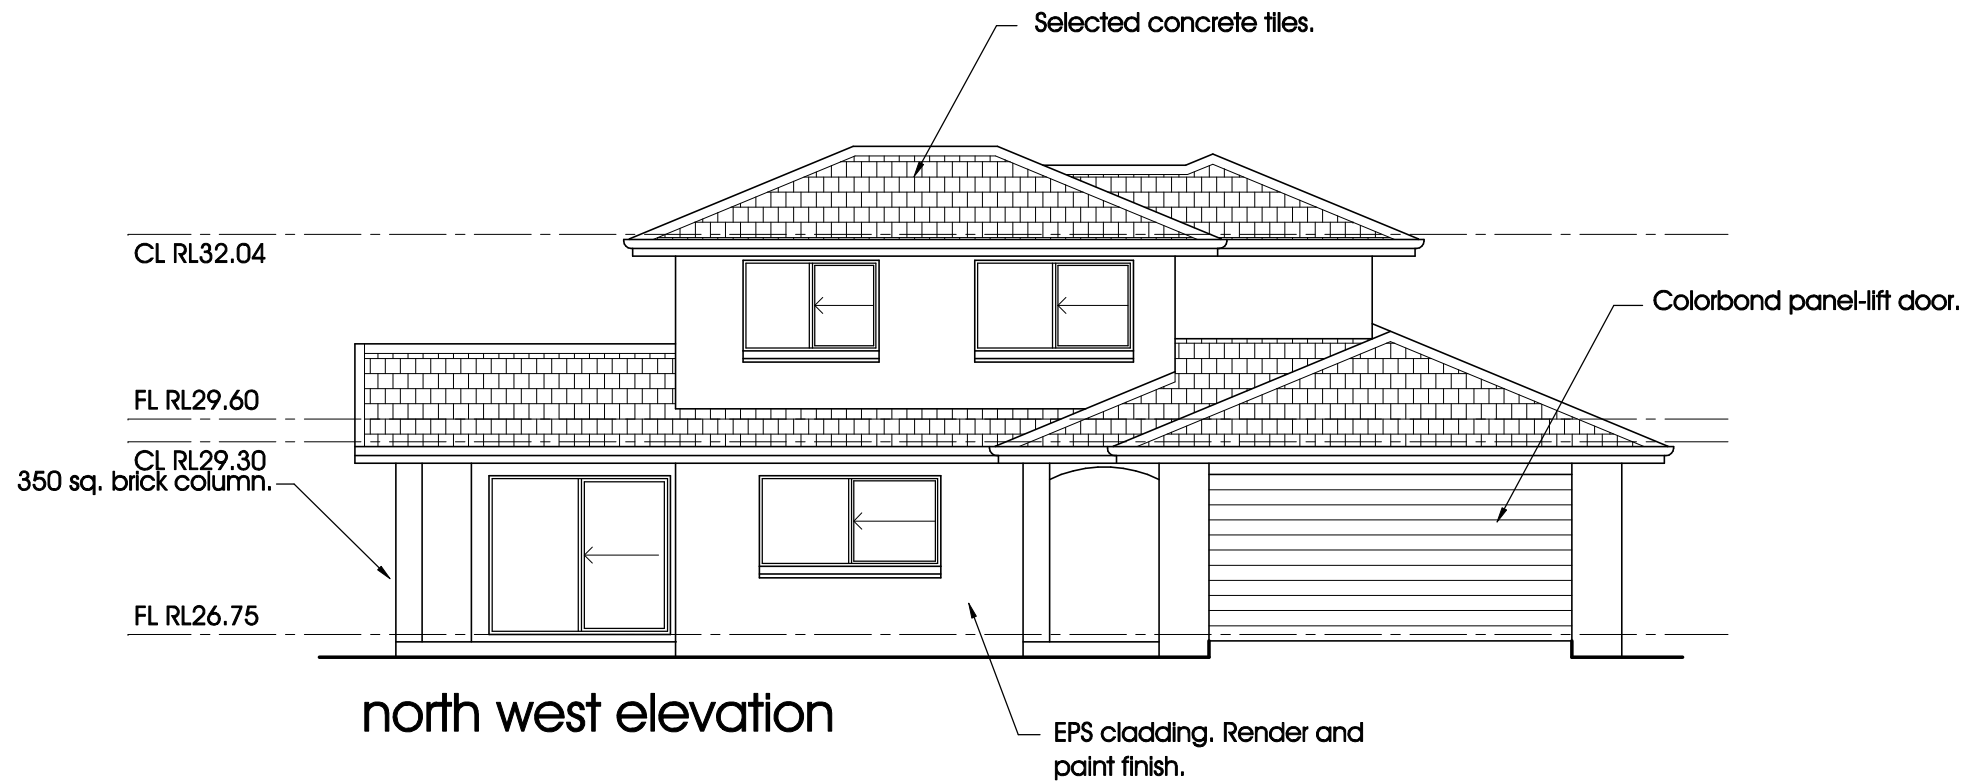 Selected concrete tiles.
CL RL32.04
Colorbond panel-lift door.
FL RL29.60
CL RL29.30
350 sq. brick column.
FL RL26.75
north west elevation
EPS cladding. Render and
paint finish.